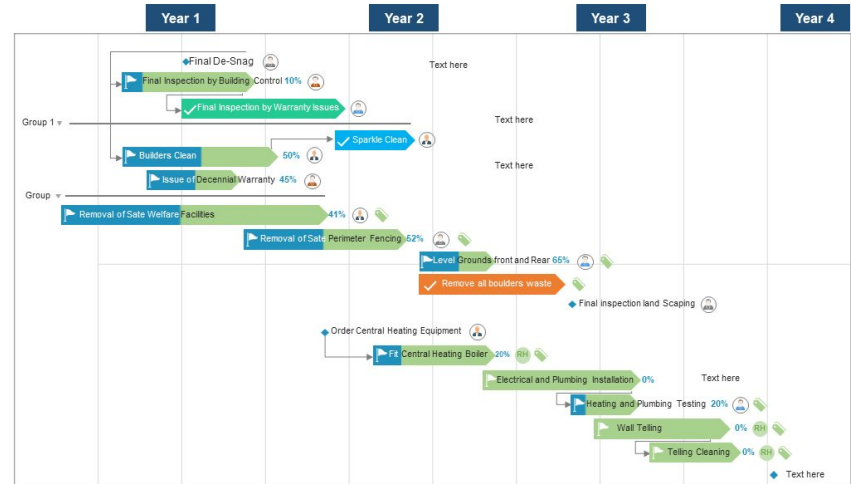 Year 1
Year 2
Year 3
Year 4
Final De-Snag
Text here
Final Inspection by Building Control 10%
Final Inspection by Warranty Issues
Group 1
Text here
Sparkle Clean
Builders Clean 50%
Text here
Issue of Decennial Warranty 45%
Group
Removal of Sate Welfare Facilities 41%
Removal of Sate Perimeter Fencing 52%
Level Grounds front and Rear 65%
Remove all boulders waste
Final inspection land Scaping
Order Central Heating Equipment
Fit Central Heating Boiler 20% RH
Electrical and Plumbing Installation 0%
Text here
Heating and Plumbing Testing 20%
Wall Telling 0% RH
Telling Cleaning 0% RH
Text here